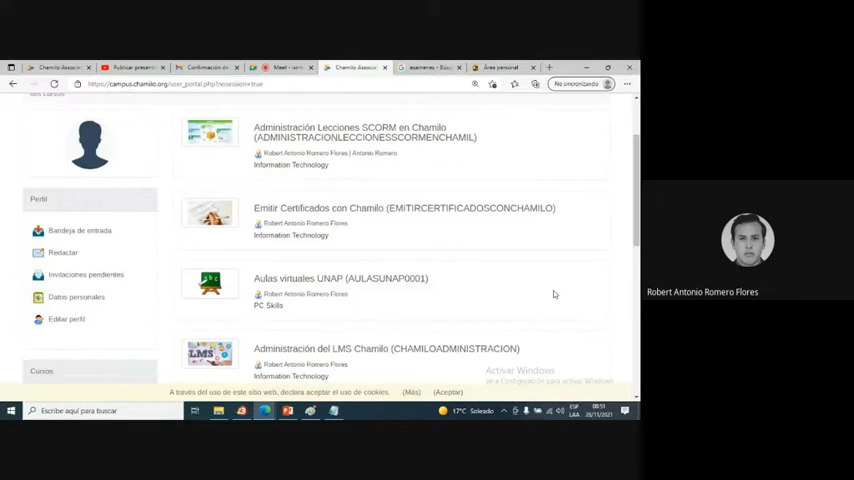 Chamilo Associac
Publicar present
Confirmación de
Meet - 
Chamilo Associac
examenes - Búsq
Área personal
https://campus.chamilo.org/user_portal.php?nosession=true
No sincronizando
Mis cursos
Administración Lecciones SCORM en Chamilo
(ADMINISTRACIONLECCIONESSCORMENCHAMIL)
Robert Antonio Romero Flores | Antonio Romero
Information Technology
Perfil
Emitir Certificados con Chamilo (EMITIRCERTIFICADOSCONCHAMILO)
Robert Antonio Romero Flores
Information Technology
Bandeja de entrada
Redactar
Invitaciones pendientes
Datos personales
Editar perfil
Aulas virtuales UNAP (AULASUNAP0001)
Robert Antonio Romero Flores
PC Skills
Administración del LMS Chamilo (CHAMILOADMINISTRACION)
Robert Antonio Romero Flores
Information Technology
LMS
Cursos
Activar Windows
Ve a Configuración para activar Windows
A través del uso de este sitio web, declara aceptar el uso de cookies. (Más) (Aceptar)
Escribe aquí para buscar
17°C Soleado
ESP
LAA
08:51
28/11/2021
Robert Antonio Romero Flores